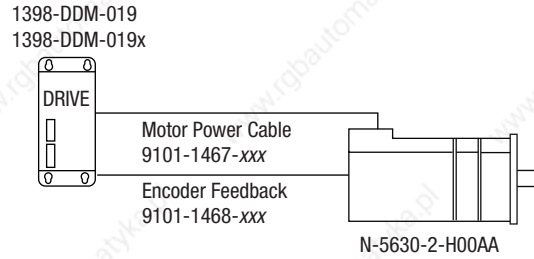 1398-DDM-019
1398-DDM-019x
DRIVE
Motor Power Cable
9101-1467-xxx
Encoder Feedback
9101-1468-xxx
N-5630-2-H00AA